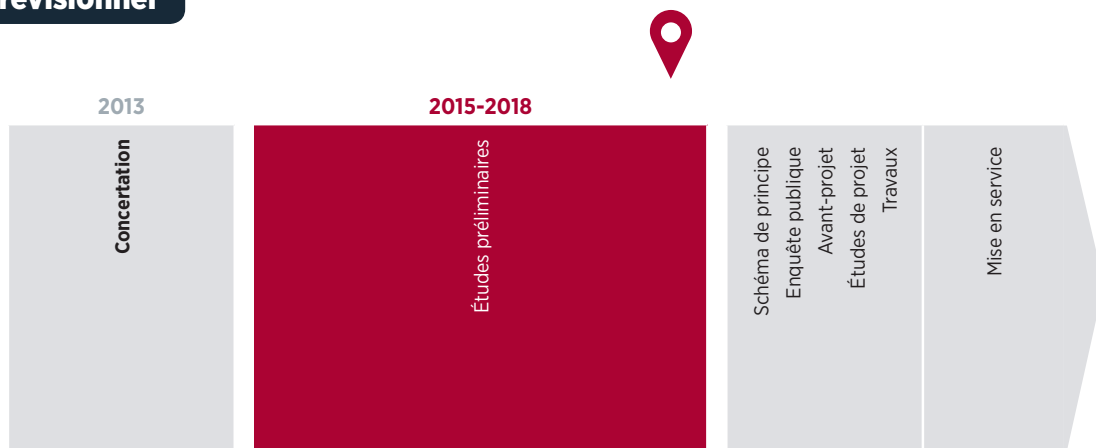 2013
2015-2018
Concertation
Études préliminaires
Schéma de principe
Enquête publique
Avant-projet
Études de projet
Travaux
Mise en service